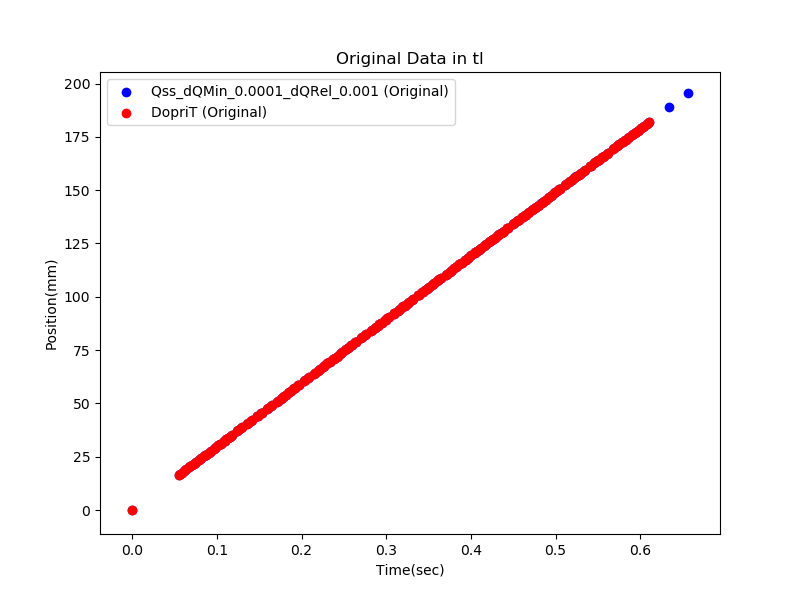 Original Data in tl
Qss_dQMin_0.0001_dQRel_0.001 (Original)
DopriT (Original)
200
175
150
125
100
75
50
25
0
Position(mm)
0.0 0.1 0.2 0.3 0.4 0.5 0.6
Time(sec)